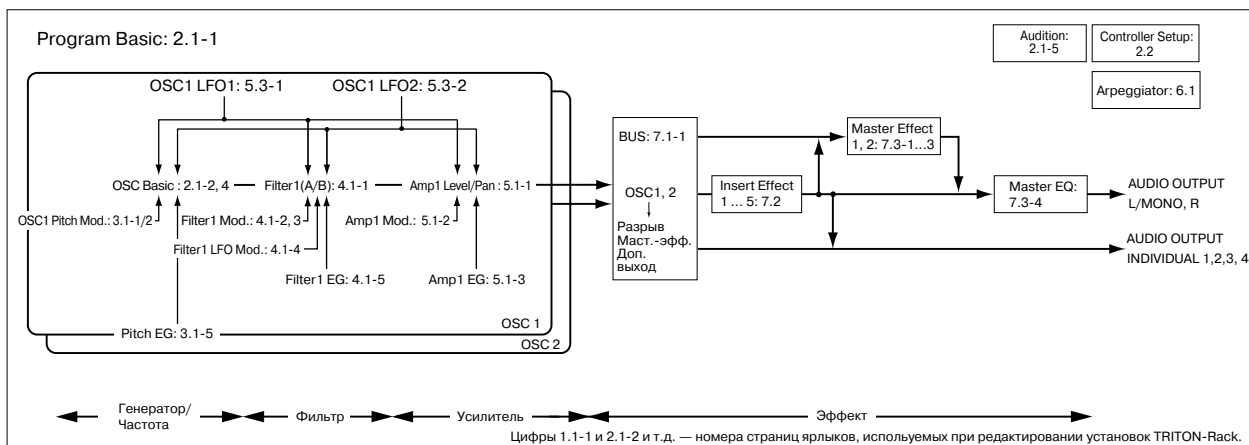 Program Basic: 2.1-1
Audition:
2.1-5
Controller Setup:
2.2
Arpeggiator: 6.1
OSC1 LFO1: 5.3-1
OSC1 LFO2: 5.3-2
OSC Basic : 2.1-2, 4
Filter1(A/B): 4.1-1
Amp1 Level/Pan : 5.1-1
OSC1 Pitch Mod.: 3.1-1/2
Filter1 Mod.: 4.1-2, 3
Amp1 Mod.: 5.1-2
Filter1 LFO Mod.: 4.1-4
Filter1 EG: 4.1-5
Amp1 EG: 5.1-3
Pitch EG: 3.1-5
OSC 1
OSC 2
BUS: 7.1-1
OSC1, 2
Разрыв
Маст.-эфф.
Доп.
выход
Insert Effect
1 ... 5: 7.2
Master Effect
1, 2: 7.3-1...3
Master EQ:
7.3-4
AUDIO OUTPUT
L/MONO, R
AUDIO OUTPUT
INDIVIDUAL 1,2,3, 4
Генератор/
Частота
Фильтр
Усилитель
Эффект
Цифры 1.1-1 и 2.1-2 и т.д. — номера страниц ярлыков, используемых при редактировании установок TRITON-Rack.